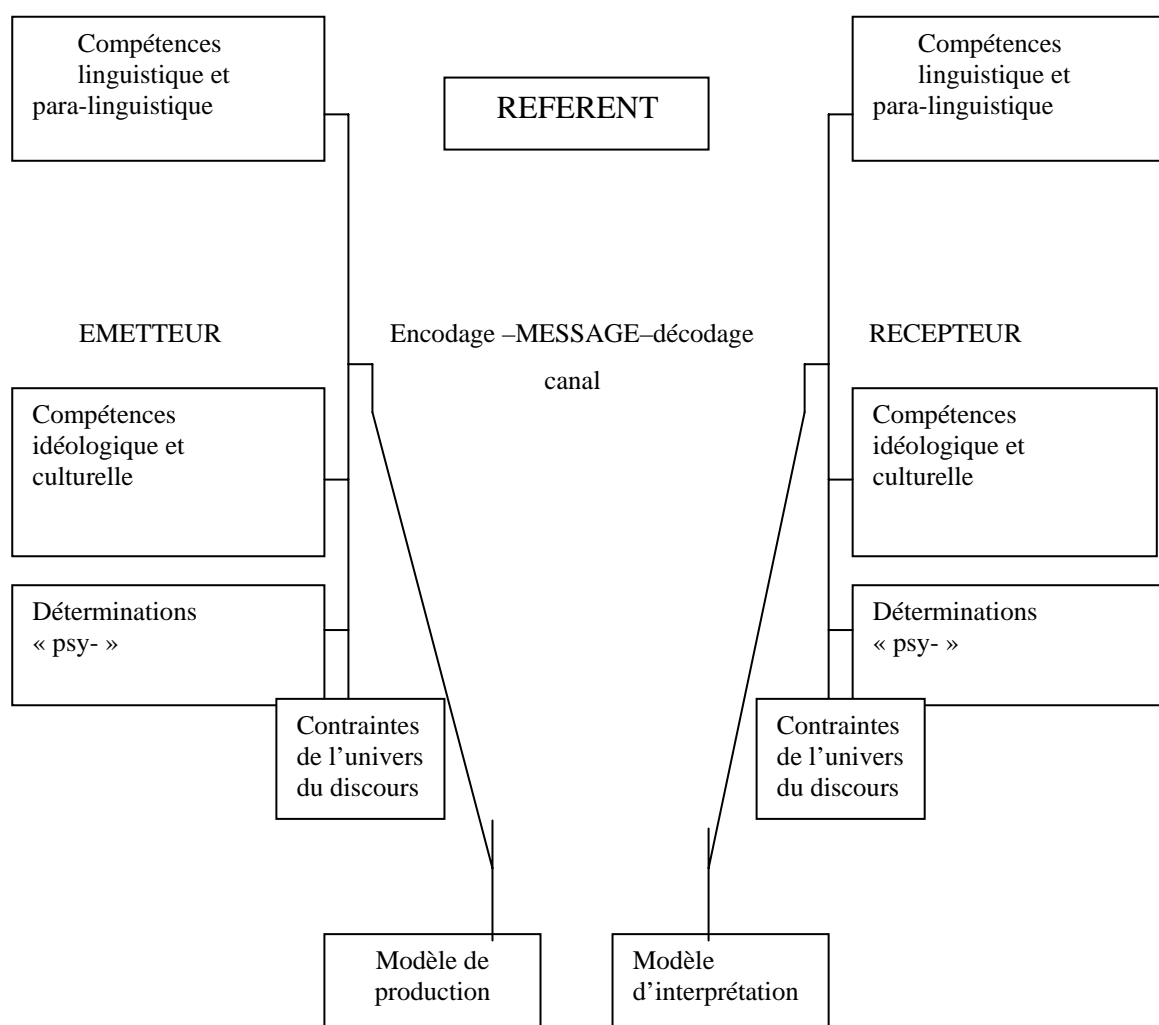 Compétences
linguistique et
para-linguistique
REFERENT
Compétences
linguistique et
para-linguistique
EMETTEUR
Encodage –MESSAGE–décodage
canal
RECEPTEUR
Compétences
idéologique et
culturelle
Compétences
idéologique et
culturelle
Déterminations
« psy- »
Déterminations
« psy- »
Contraintes
de l’univers
du discours
Contraintes
de l’univers
du discours
Modèle de
production
Modèle
d’interprétation